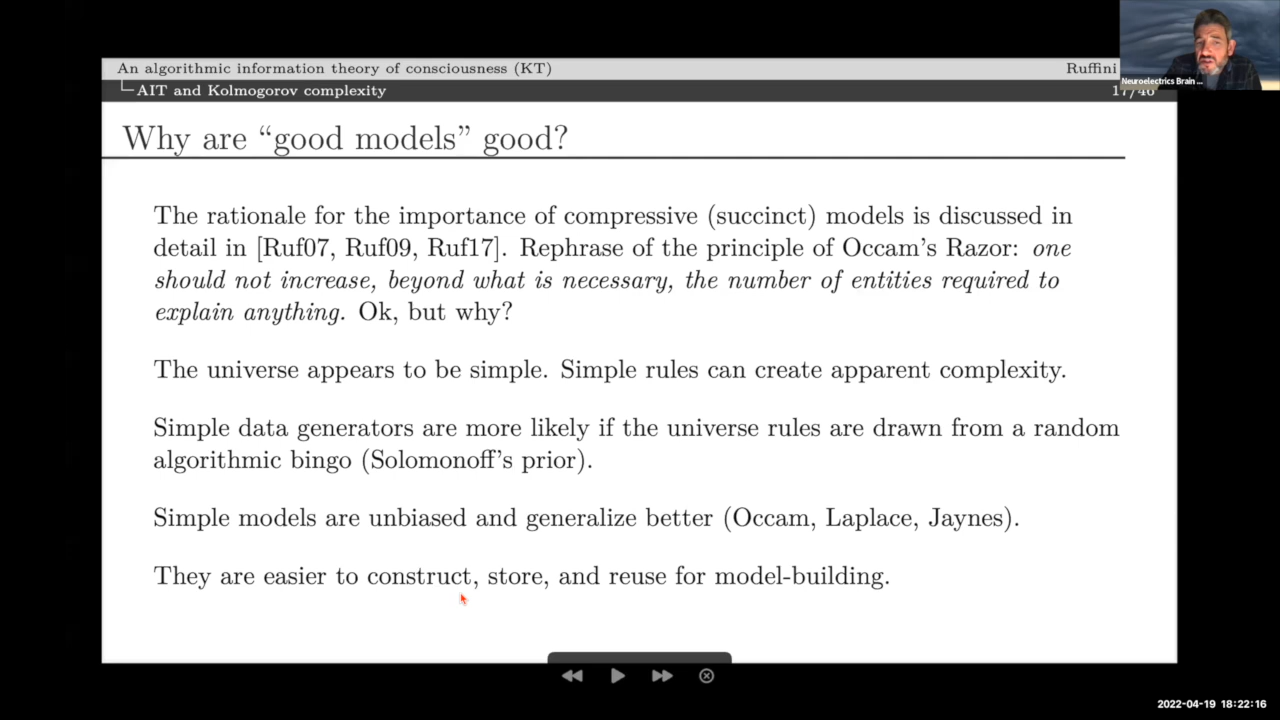 An algorithmic information theory of consciousness (KT)
Ruffini
AIT and Kolmogorov complexity
17/46
Neuroelectrics Brain ...
Why are “good models” good?
The rationale for the importance of compressive (succinct) models is discussed in
detail in [Ruf07, Ruf09, Ruf17]. Rephrase of the principle of Occam’s Razor: one
should not increase, beyond what is necessary, the number of entities required to
explain anything. Ok, but why?
The universe appears to be simple. Simple rules can create apparent complexity.
Simple data generators are more likely if the universe rules are drawn from a random
algorithmic bingo (Solomonoff’s prior).
Simple models are unbiased and generalize better (Occam, Laplace, Jaynes).
They are easier to construct, store, and reuse for model-building.
2022-04-19 18:22:16